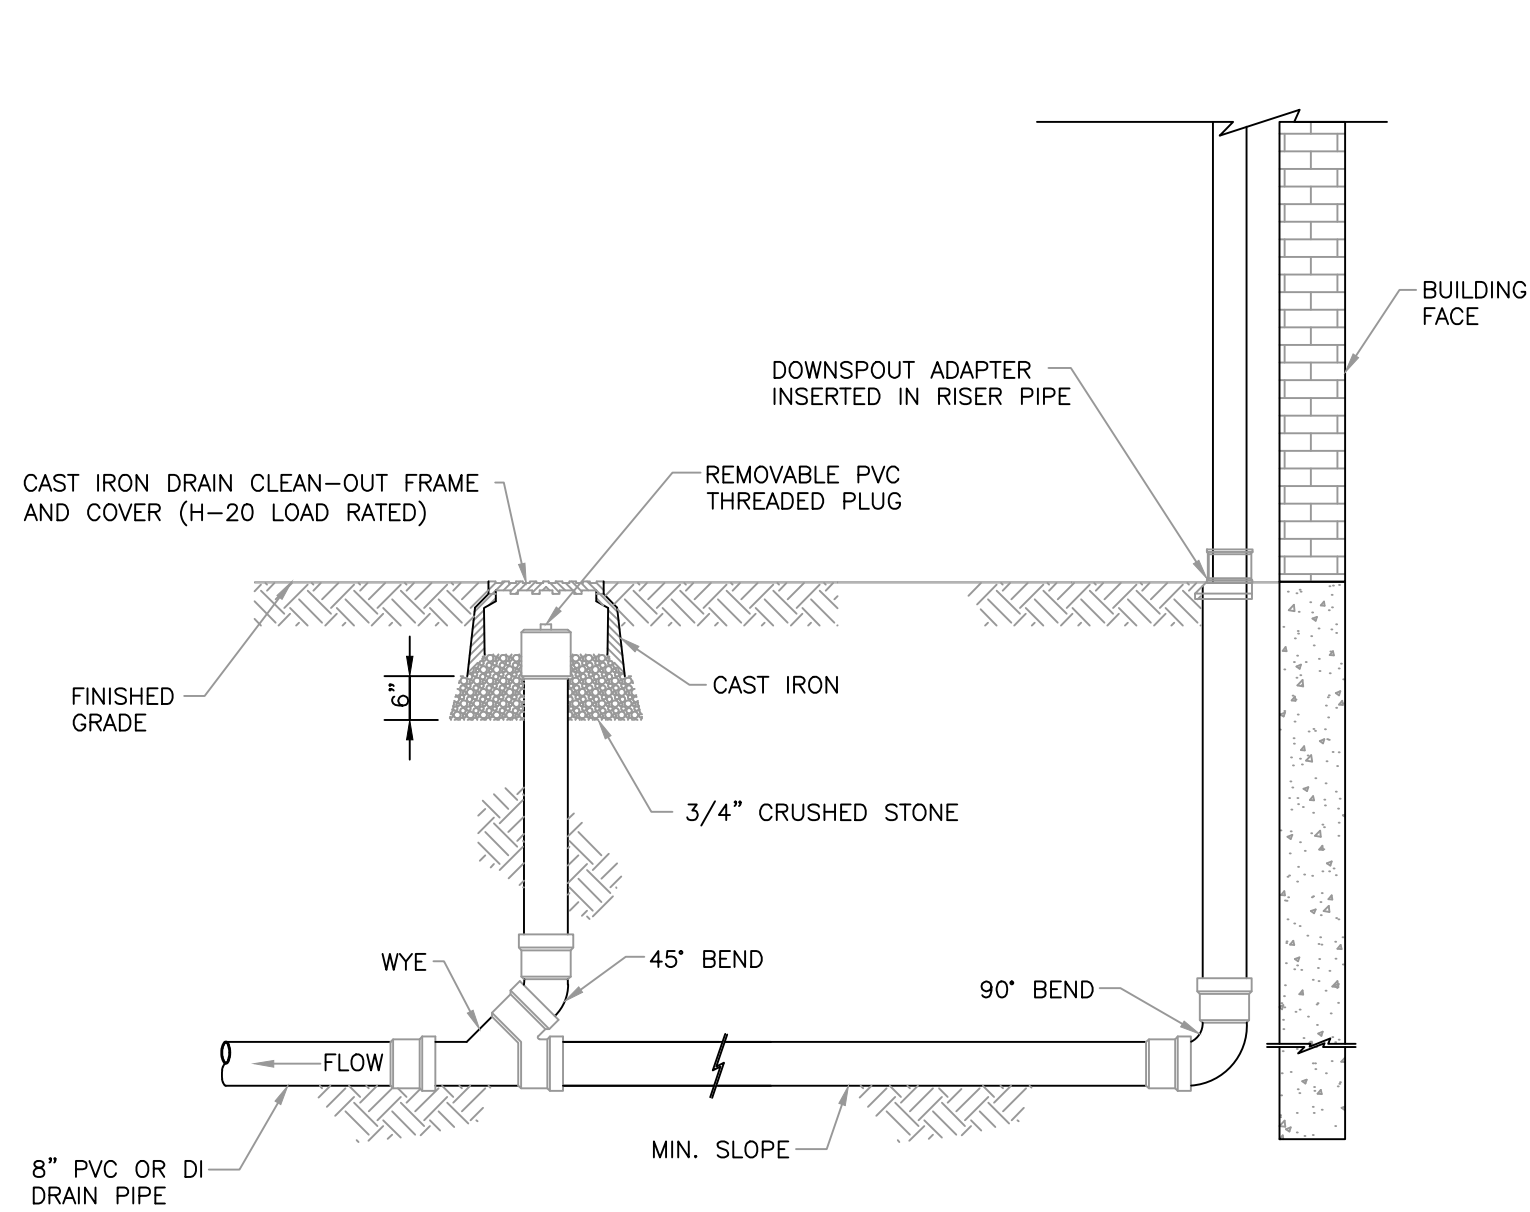 BUILDING
FACE
DOWNSPOUT ADAPTER
INSERTED IN RISER PIPE
CAST IRON DRAIN CLEAN-OUT FRAME
AND COVER (H-20 LOAD RATED)
REMOVABLE PVC
THREADED PLUG
FINISHED
GRADE
6"
CAST IRON
3/4" CRUSHED STONE
WYE
45° BEND
90° BEND
FLOW
MIN. SLOPE
8" PVC OR DI
DRAIN PIPE